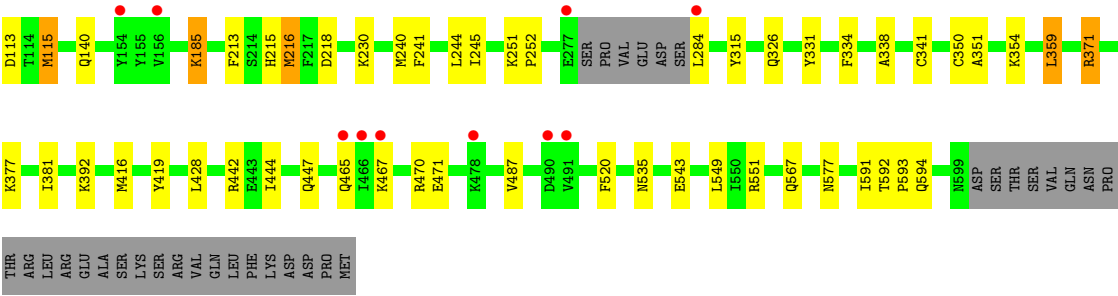 D113 T114 M115 Q140 Y154 Y155 V156 K185 F213 S214 H215 M216 F217 D218 K230 M240 F241 L244 I245 K251 P252 E277 SER PRO VAL GLU ASP SER L284 Y315 Q326 Y331 F334 A338 C341 C350 A351 K354 L359 R371
K377 I381 K392 M416 Y419 L428 R442 E443 I444 Q447 Q465 I466 K467 R470 E471 K478 V487 D490 V491 F520 N535 E543 L549 I550 R551 Q567 N577 I591 T592 P593 Q594 N599 ASP SER THR SER VAL GLN ASN PRO
THR ARG LEU ARG GLU ALA SER LYS SER ARG VAL GLN LEU PHE LYS ASP ASP PRO MET